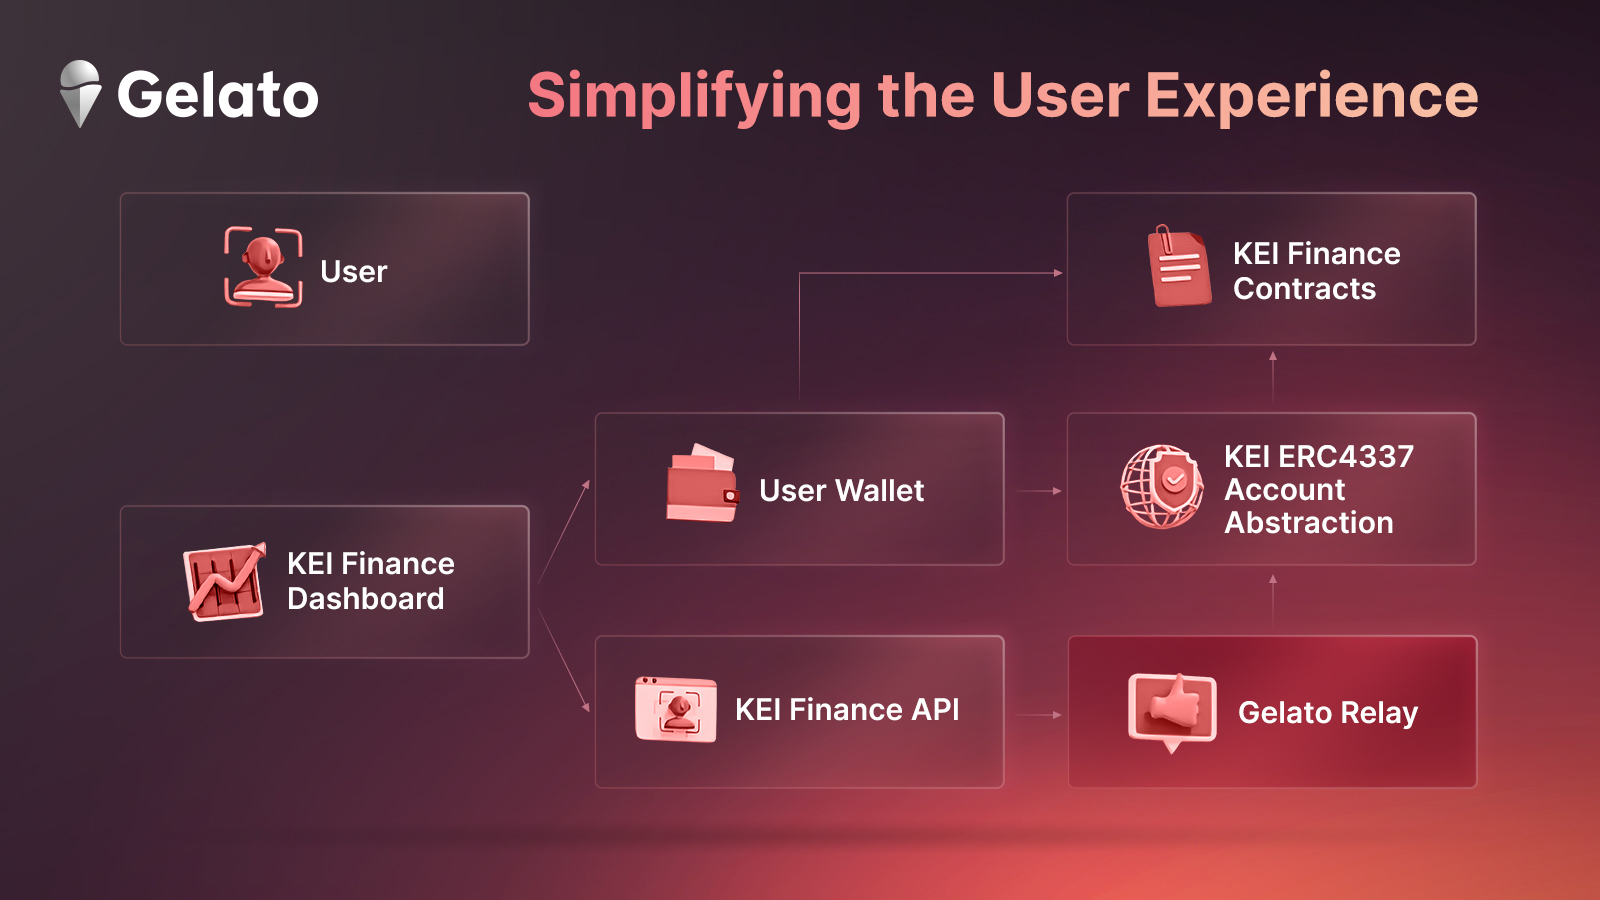 Gelato
Simplifying the User Experience
User
KEI Finance
Contracts
User Wallet
KEI ERC4337
Account
Abstraction
KEI Finance
Dashboard
KEI Finance API
Gelato Relay